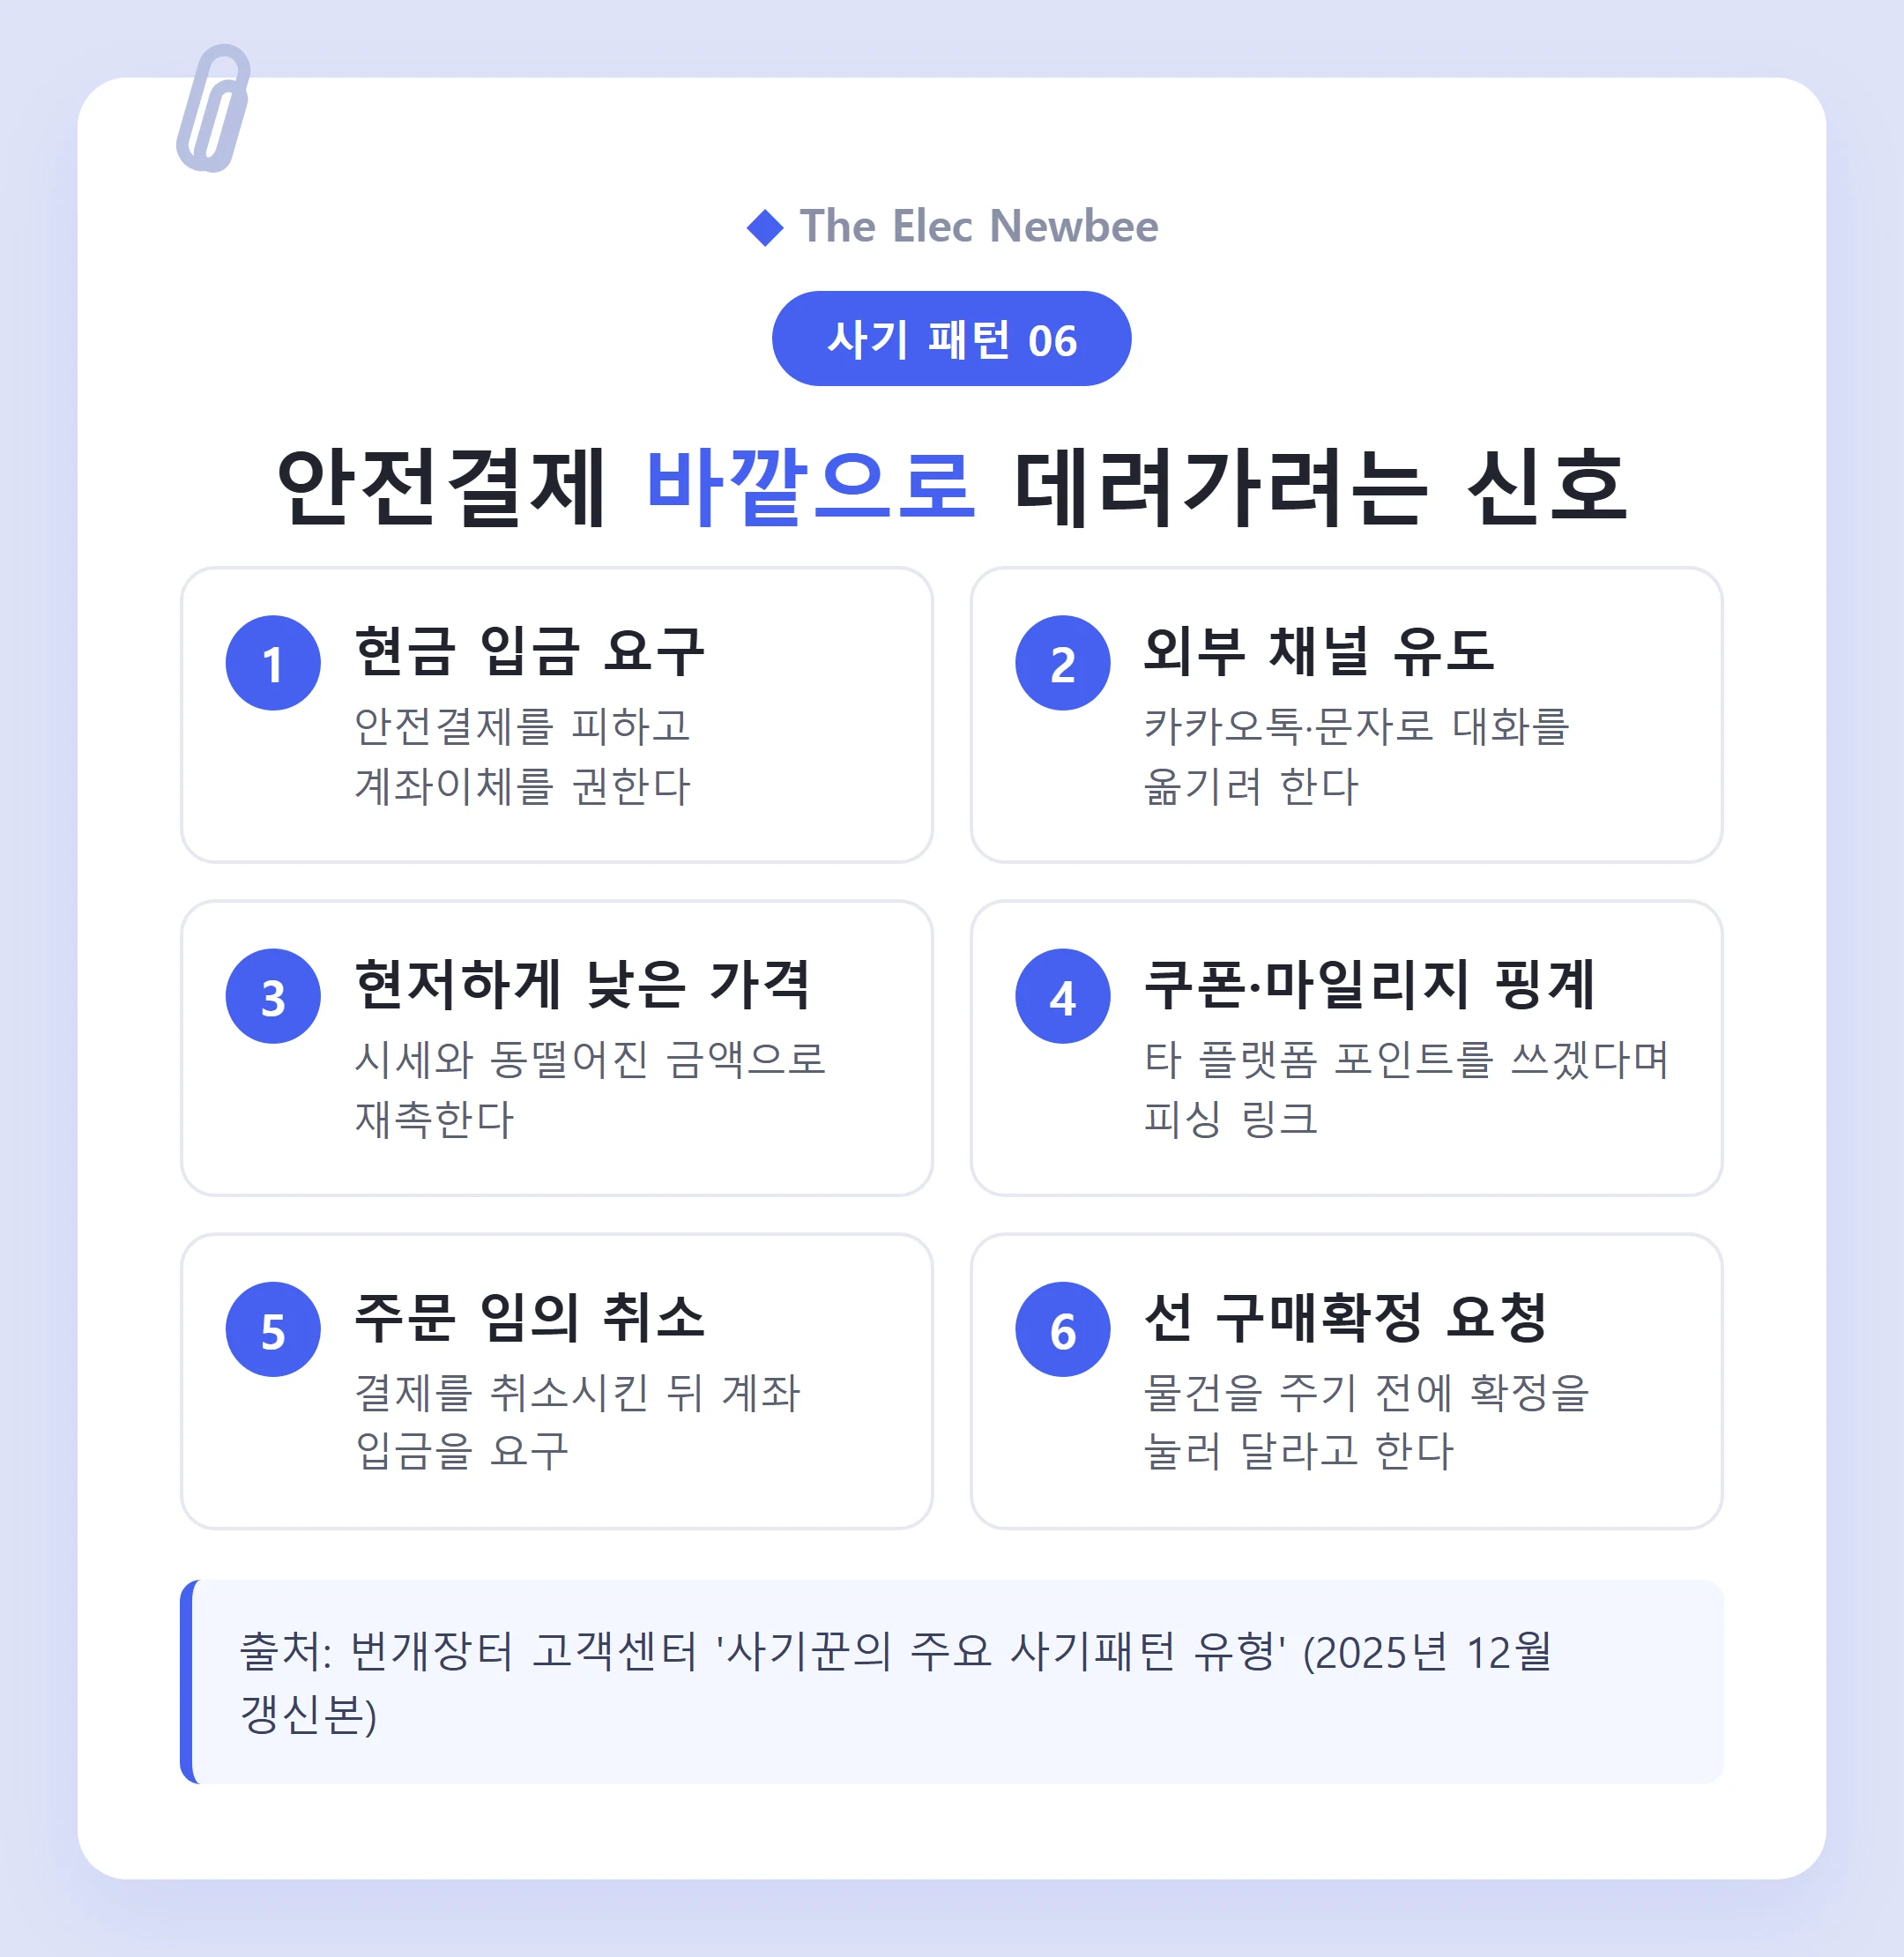 The Elec Newbee
사기 패턴 06
안전결제 바깥으로 데려가려는 신호
1 현금 입금 요구
안전결제를 피하고
계좌이체를 권한다
2 외부 채널 유도
카카오톡·문자로 대화를
옮기려 한다
3 현저하게 낮은 가격
시세와 동떨어진 금액으로
재촉한다
4 쿠폰·마일리지 핑계
타 플랫폼 포인트를 쓰겠다며
피싱 링크
5 주문 임의 취소
결제를 취소시킨 뒤 계좌
입금을 요구
6 선 구매확정 요청
물건을 주기 전에 확정을
눌러 달라고 한다
출처: 번개장터 고객센터 '사기꾼의 주요 사기패턴 유형' (2025년 12월
갱신본)